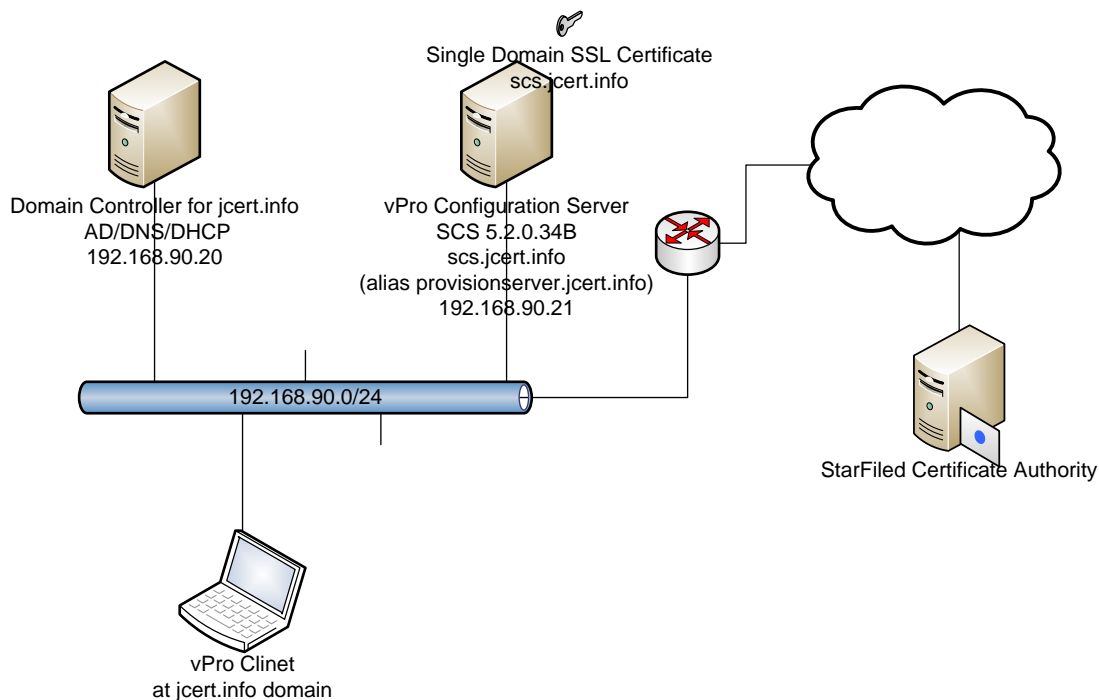 Single Domain SSL Certificate
scs.jcert.info
Domain Controller for jcert.info
AD/DNS/DHCP
192.168.90.20
vPro Configuration Server
SCS 5.2.0.34B
scs.jcert.info
(alias provisionserver.jcert.info)
192.168.90.21
192.168.90.0/24
StarFiled Certificate Authority
vPro Clinet
at jcert.info domain